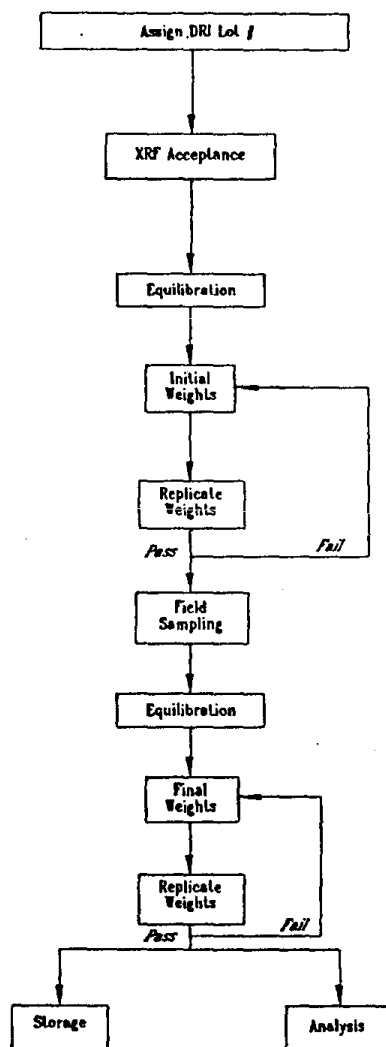 Assign DRI Lot #
XRF Acceptance
Equilibration
Initial
Weights
Replicate
Weights
Pass
Fail
Field
Sampling
Equilibration
Final
Weights
Replicate
Weights
Pass
Fail
Storage
Analysis